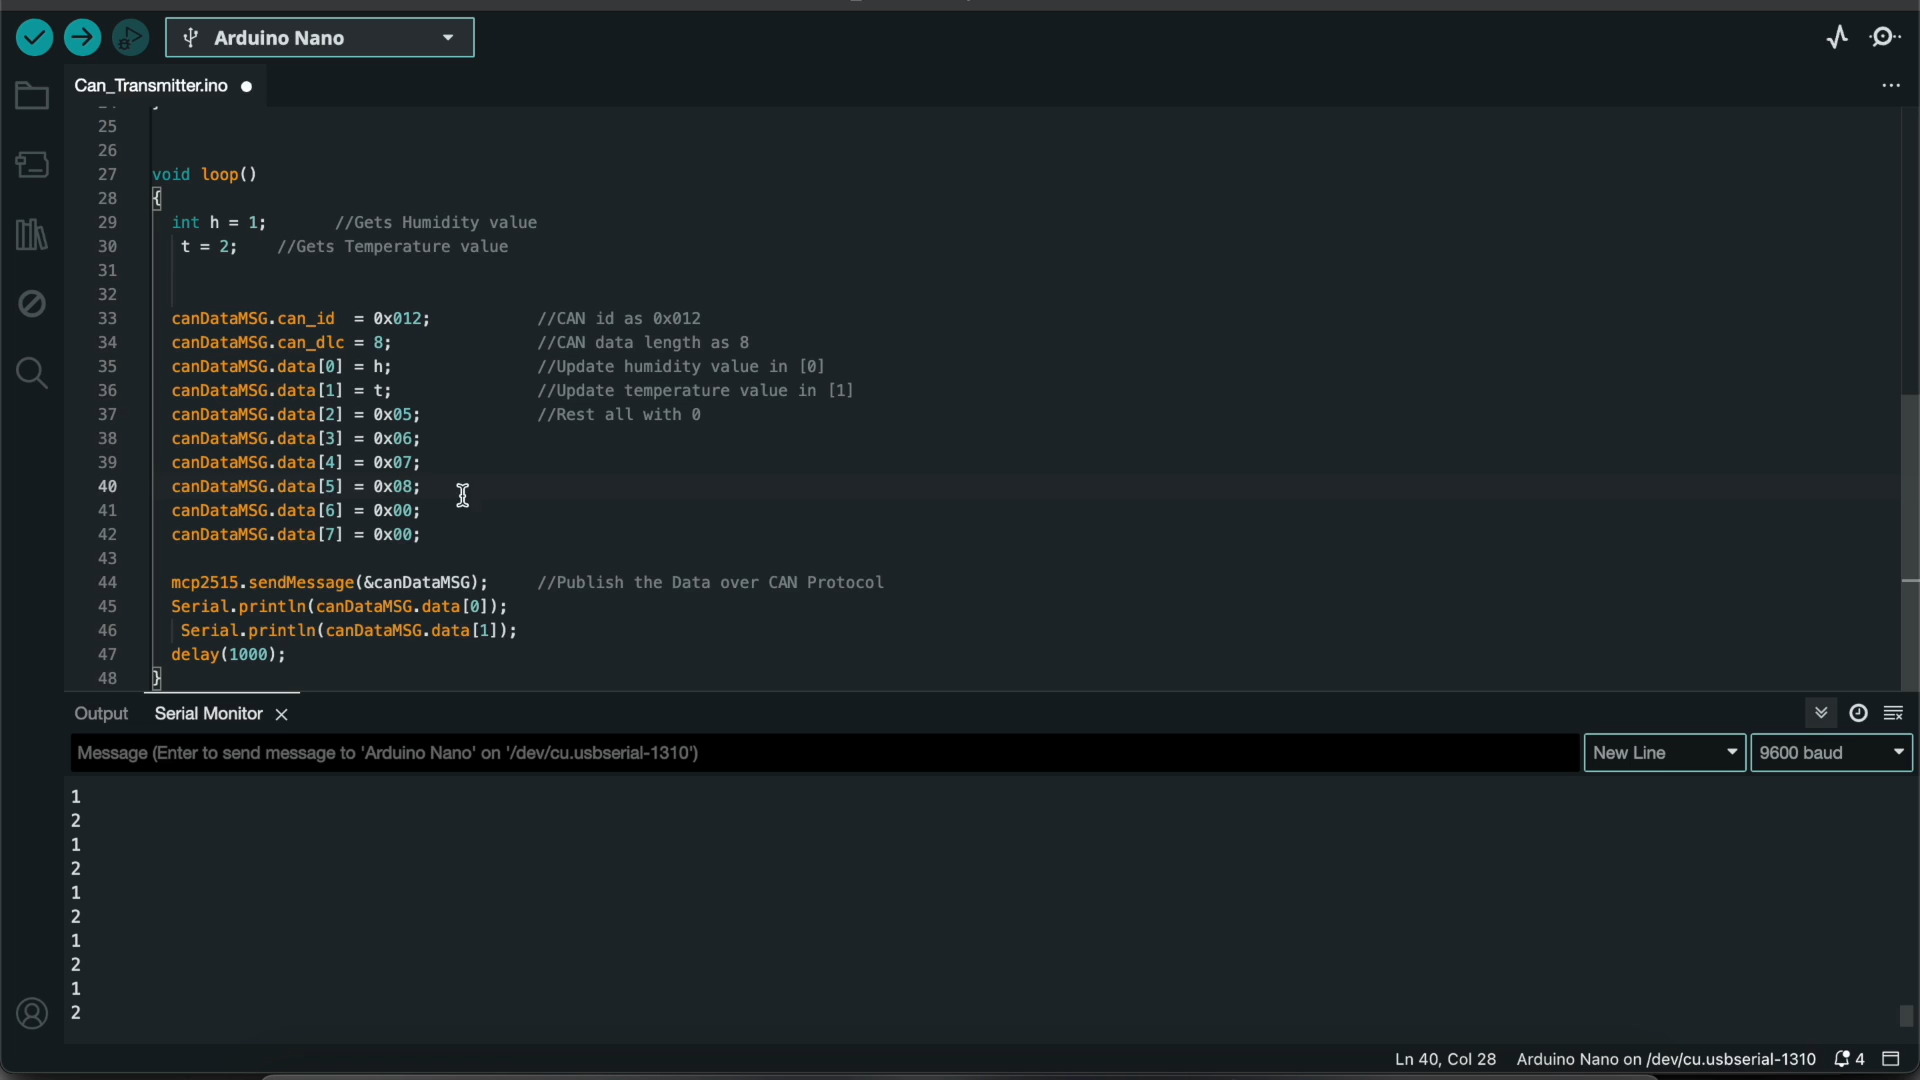 Arduino Nano
Can_Transmitter.ino
25
26
27 void loop()
28 {
29 int h = 1; //Gets Humidity value
30 t = 2; //Gets Temperature value
31
32
33 canDataMSG.can_id = 0x012; //CAN id as 0x012
34 canDataMSG.can_dlc = 8; //CAN data length as 8
35 canDataMSG.data[0] = h; //Update humidity value in [0]
36 canDataMSG.data[1] = t; //Update temperature value in [1]
37 canDataMSG.data[2] = 0x05; //Rest all with 0
38 canDataMSG.data[3] = 0x06;
39 canDataMSG.data[4] = 0x07;
40 canDataMSG.data[5] = 0x08;
41 canDataMSG.data[6] = 0x00;
42 canDataMSG.data[7] = 0x00;
43
44 mcp2515.sendMessage(&canDataMSG); //Publish the Data over CAN Protocol
45 Serial.println(canDataMSG.data[0]);
46 Serial.println(canDataMSG.data[1]);
47 delay(1000);
48 }
Output Serial Monitor
Message (Enter to send message to 'Arduino Nano' on '/dev/cu.usbserial-1310') New Line 9600 baud
1
2
1
2
1
2
1
2
1
2
Ln 40, Col 28 Arduino Nano on /dev/cu.usbserial-1310 4